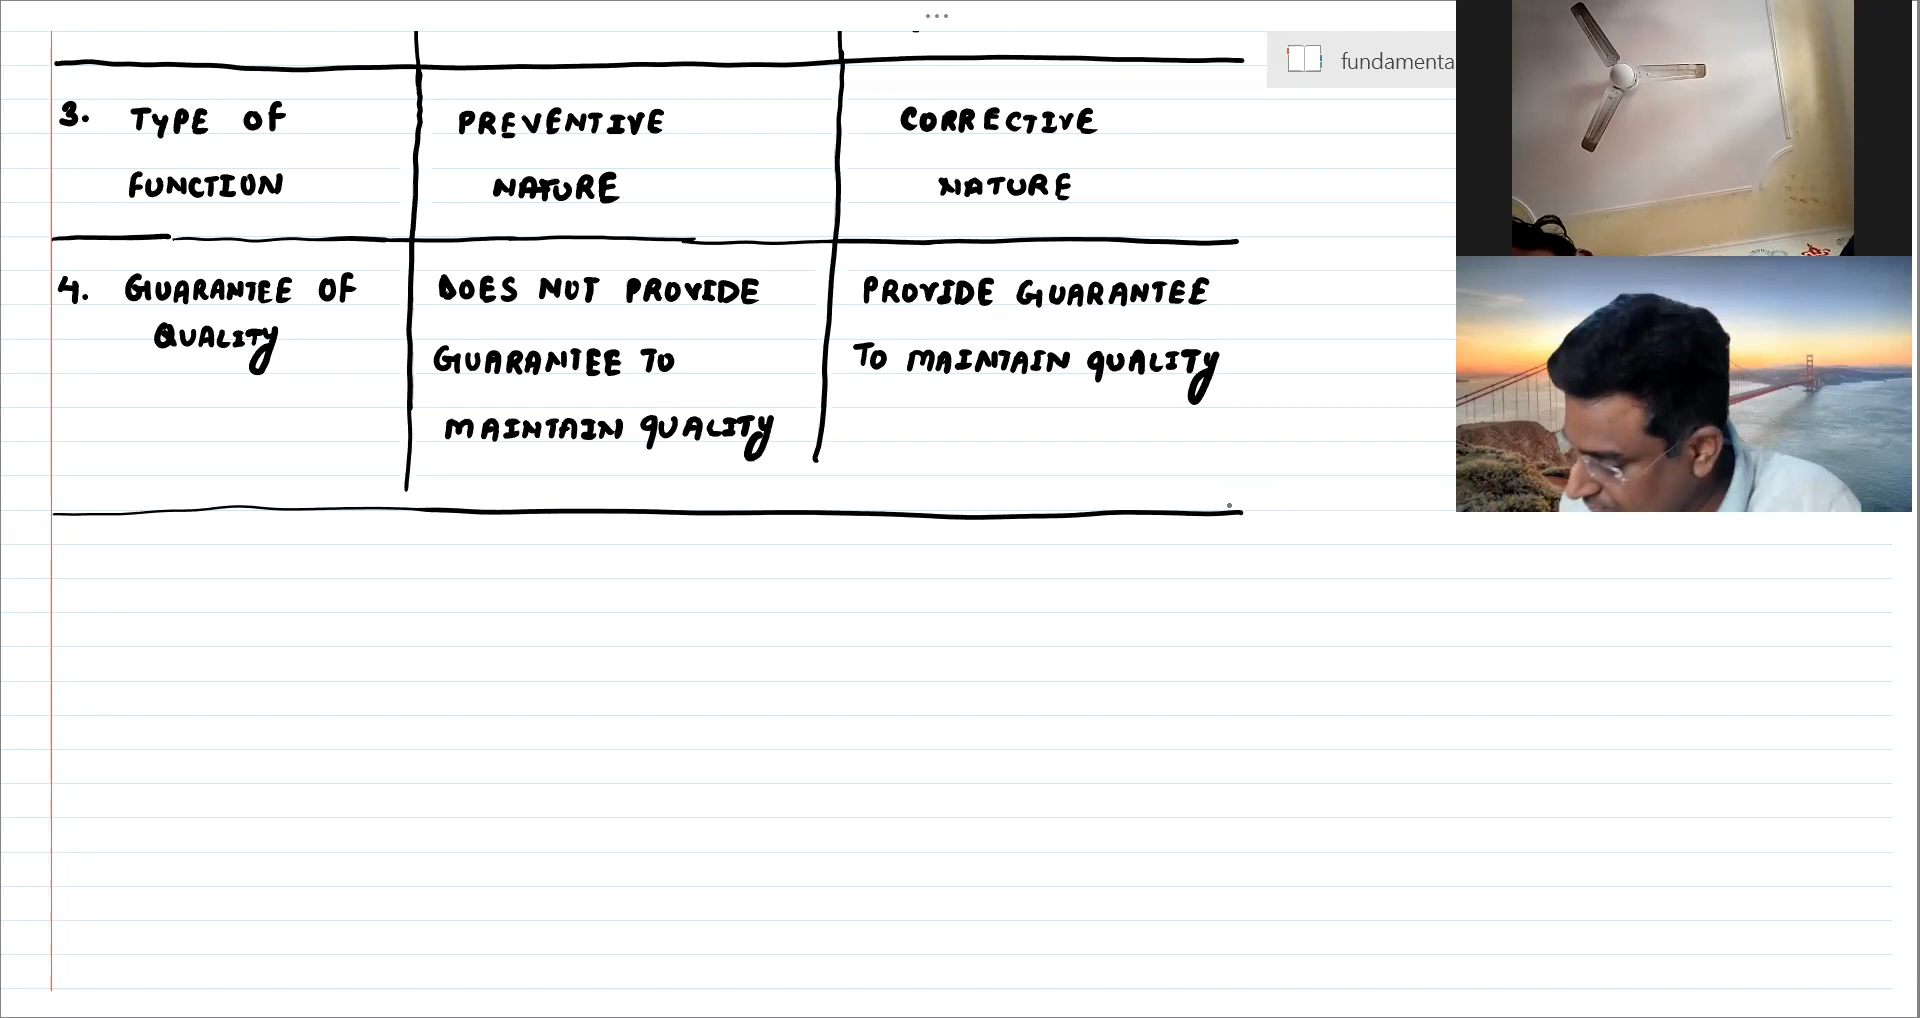 fundamenta
3. TYPE OF PREVENTIVE CORRECTIVE
FUNCTION NATURE NATURE
4. GUARANTEE OF DOES NOT PROVIDE PROVIDE GUARANTEE
QUALITY
GUARANTEE TO TO MAINTAIN QUALITY
MAINTAIN QUALITY